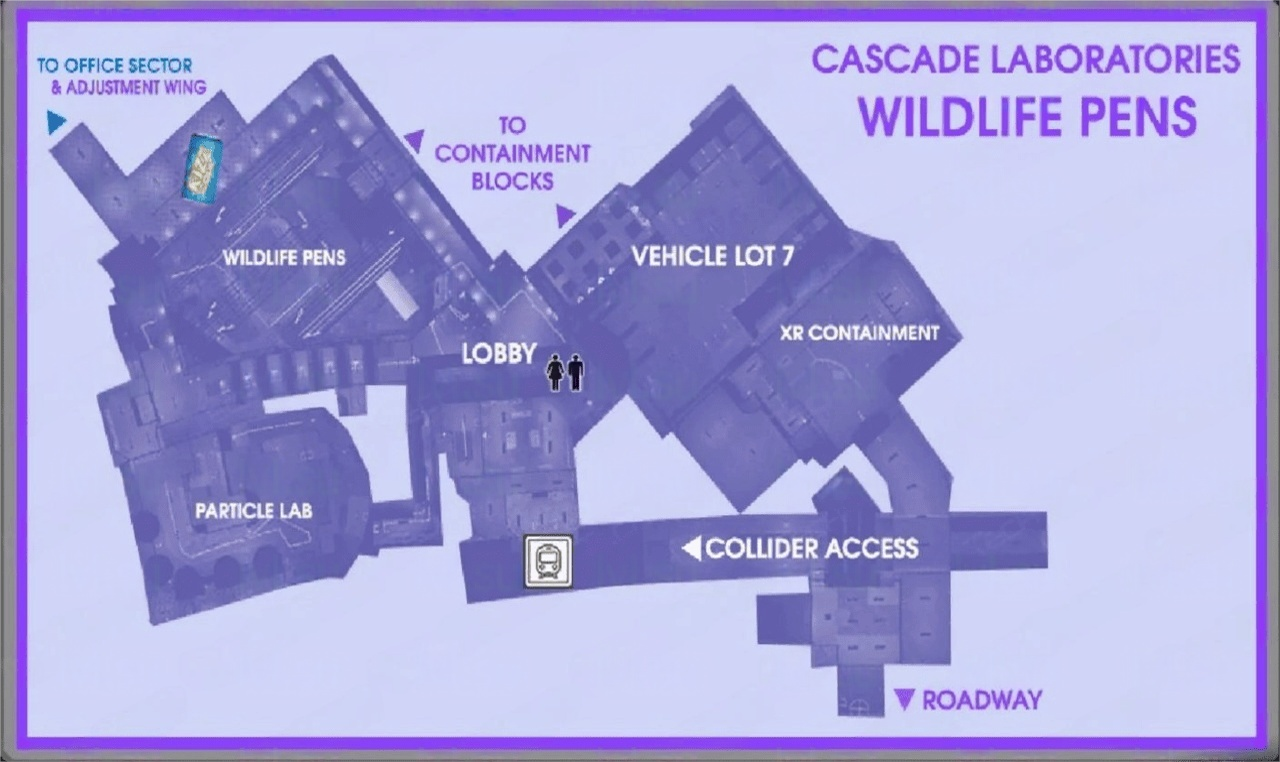 CASCADE LABORATORIES
WILDLIFE PENS
TO OFFICE SECTOR
& ADJUSTMENT WING
TO
CONTAINMENT
BLOCKS
WILDLIFE PENS
VEHICLE LOT 7
XR CONTAINMENT
LOBBY
PARTICLE LAB
COLLIDER ACCESS
ROADWAY